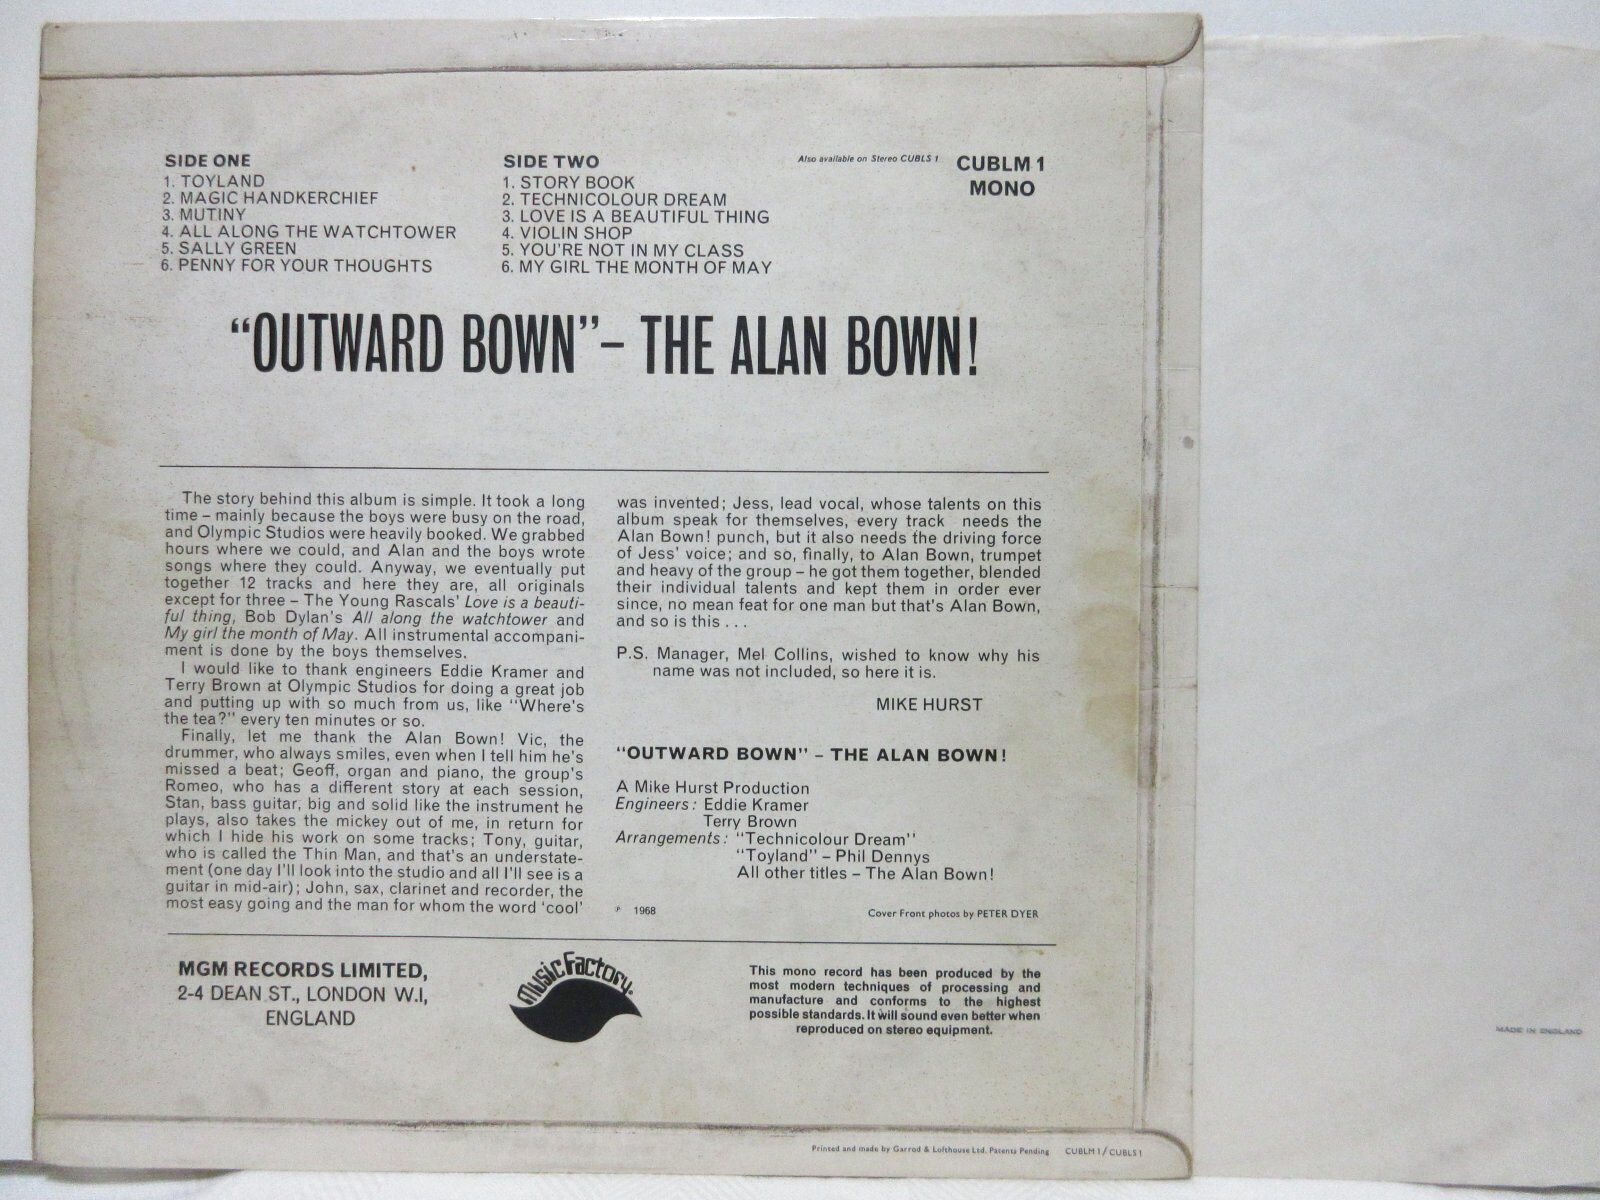 SIDE ONE
1. TOYLAND
2. MAGIC HANDKERCHIEF
3. MUTINY
4. ALL ALONG THE WATCHTOWER
5. SALLY GREEN
6. PENNY FOR YOUR THOUGHTS
SIDE TWO
1. STORY BOOK
2. TECHNICOLOUR DREAM
3. LOVE IS A BEAUTIFUL THING
4. VIOLIN SHOP
5. YOU'RE NOT IN MY CLASS
6. MY GIRL THE MONTH OF MAY
Also available on Stereo CUBLS 1
CUBLM 1
MONO
“OUTWARD BOWN” – THE ALAN BOWN!
The story behind this album is simple. It took a long
time – mainly because the boys were busy on the road,
and Olympic Studios were heavily booked. We grabbed
hours where we could, and Alan and the boys wrote
songs where they could. Anyway, we eventually put
together 12 tracks and here they are, all originals
except for three – The Young Rascals' Love is a beauti-
ful thing, Bob Dylan's All along the watchtower and
My girl the month of May. All instrumental accompani-
ment is done by the boys themselves.
I would like to thank engineers Eddie Kramer and
Terry Brown at Olympic Studios for doing a great job
and putting up with so much from us, like "Where's
the tea?" every ten minutes or so.
Finally, let me thank the Alan Bown! Vic, the
drummer, who always smiles, even when I tell him he's
missed a beat; Geoff, organ and piano, the group's
Romeo, who has a different story at each session,
Stan, bass guitar, big and solid like the instrument he
plays, also takes the mickey out of me, in return for
which I hide his work on some tracks; Tony, guitar,
who is called the Thin Man, and that's an understate-
ment (one day I'll look into the studio and all I'll see is a
guitar in mid-air); John, sax, clarinet and recorder, the
most easy going and the man for whom the word ‘cool’
was invented; Jess, lead vocal, whose talents on this
album speak for themselves, every track needs the
Alan Bown! punch, but it also needs the driving force
of Jess' voice; and so, finally, to Alan Bown, trumpet
and heavy of the group – he got them together, blended
their individual talents and kept them in order ever
since, no mean feat for one man but that's Alan Bown,
and so is this . . .
P.S. Manager, Mel Collins, wished to know why his
name was not included, so here it is.
MIKE HURST
"OUTWARD BOWN" – THE ALAN BOWN!
A Mike Hurst Production
Engineers: Eddie Kramer
Terry Brown
Arrangements: "Technicolour Dream"
"Toyland" – Phil Dennys
All other titles – The Alan Bown!
℗ 1968
Cover Front photos by PETER DYER
MGM RECORDS LIMITED,
2-4 DEAN ST., LONDON W.I,
ENGLAND
Music Factory
This mono record has been produced by the
most modern techniques of processing and
manufacture and conforms to the highest
possible standards. It will sound even better when
reproduced on stereo equipment.
MADE IN ENGLAND
Printed and made by Garrod & Lofthouse Ltd. Patents Pending CUBLM 1/CUBLS 1